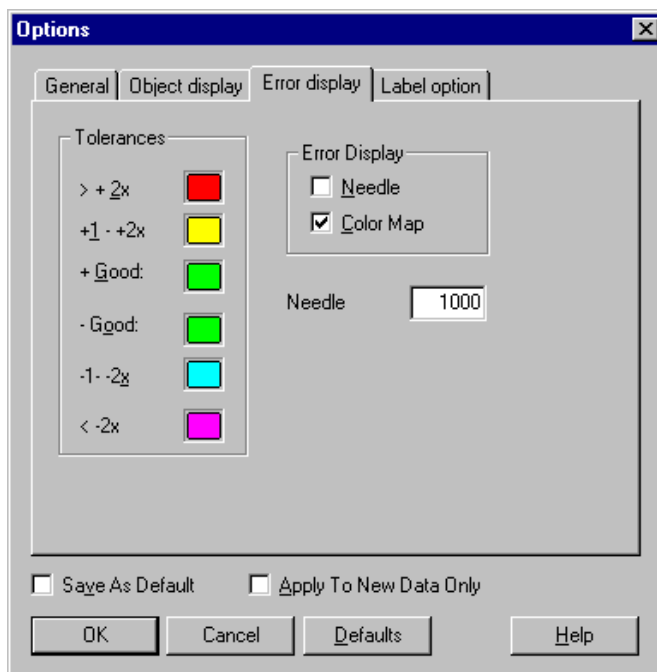 Options
General Object display Error display Label option
Tolerances
> + 2x
+1 - +2x
+ Good:
- Good:
-1- -2x
< -2x
Error Display
Needle
Color Map
Needle 1000
Save As Default Apply To New Data Only
OK Cancel Defaults Help